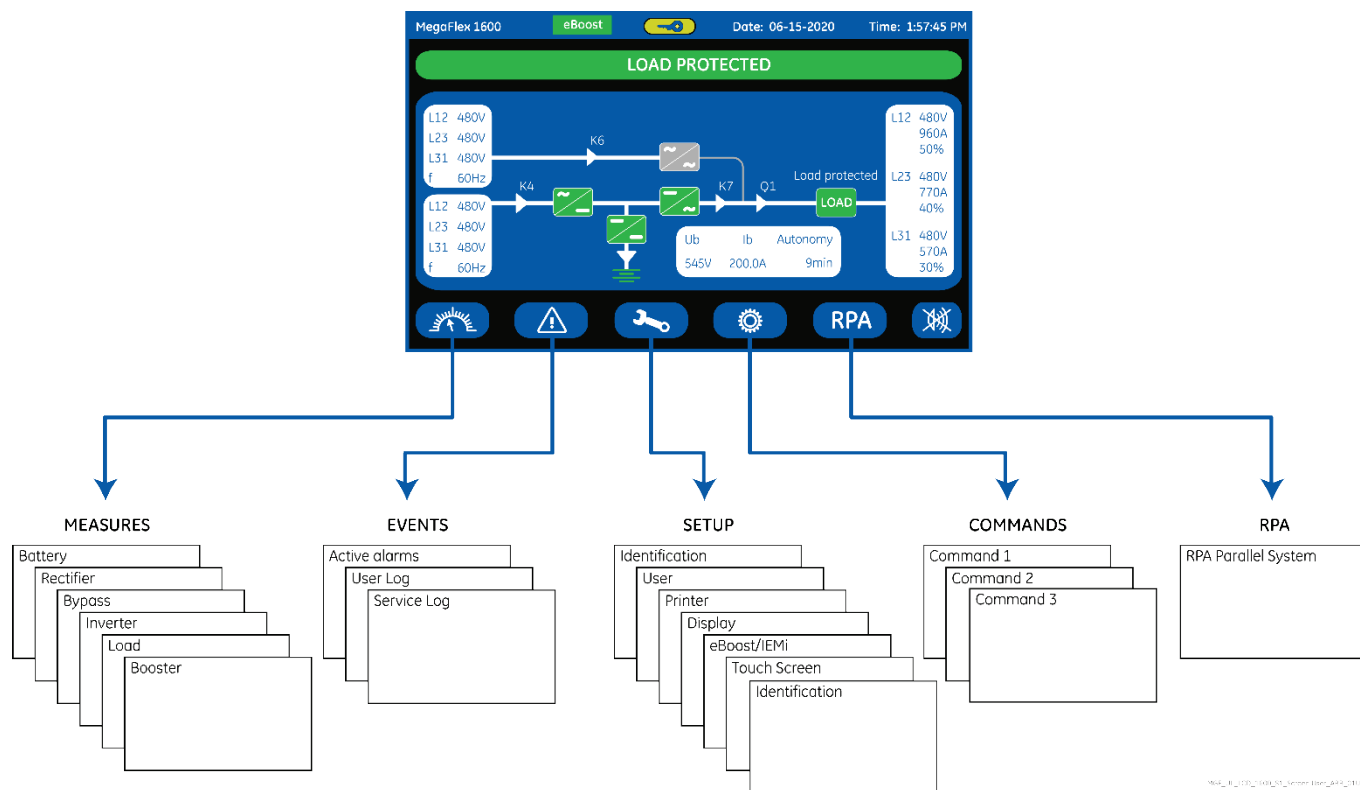 MegaFlex 1600 eBoost Date: 06-15-2020 Time: 1:57:45 PM
LOAD PROTECTED
L12 480V
L23 480V
L31 480V
f 60Hz
K6
L12 480V
L23 480V
L31 480V
f 60Hz
K4
K7
Q1
Load protected
LOAD
Ub Ib Autonomy
545V 200.0A 9min
L12 480V
960A
50%
L23 480V
770A
40%
L31 480V
570A
30%
RPA
MEASURES
Battery
Rectifier
Bypass
Inverter
Load
Booster
EVENTS
Active alarms
User Log
Service Log
SETUP
Identification
User
Printer
Display
eBoost/IEMi
Touch Screen
Identification
COMMANDS
Command 1
Command 2
Command 3
RPA
RPA Parallel System